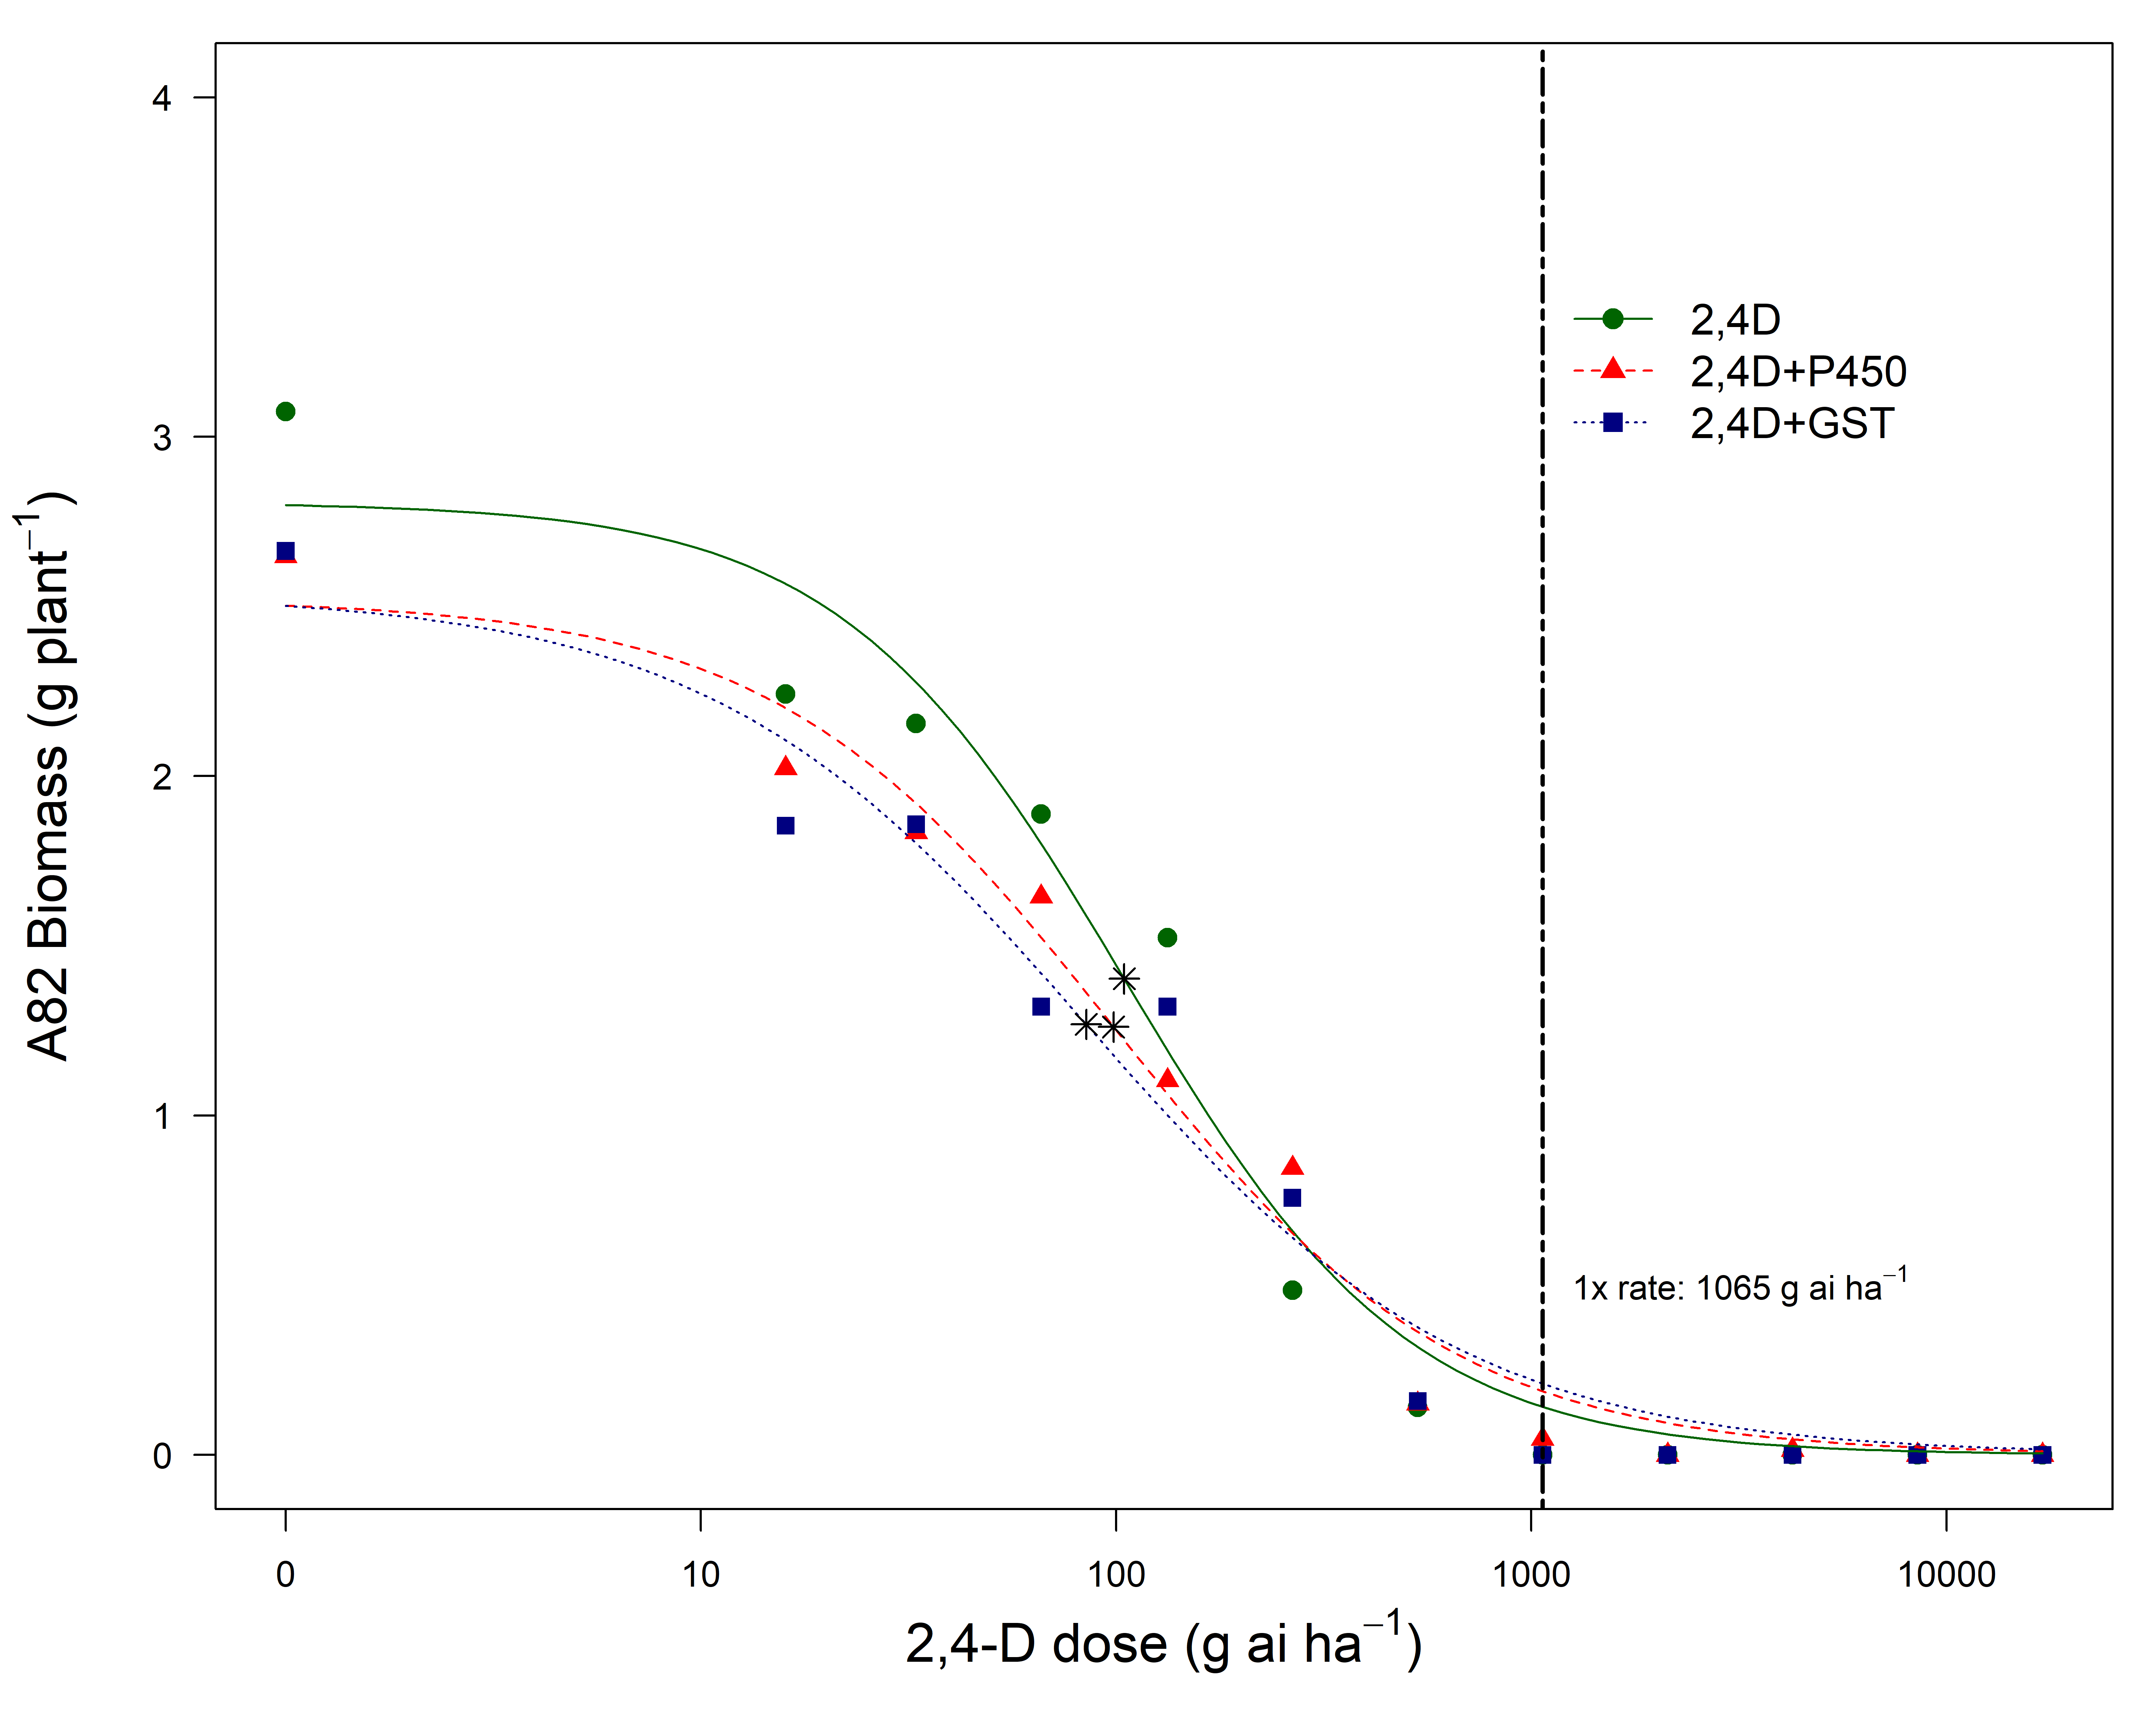 A82 Biomass (g plant⁻¹)
4
3
2
1
0
2,4D
2,4D+P450
2,4D+GST
1x rate: 1065 g ai ha⁻¹
0 10 100 1000 10000
2,4-D dose (g ai ha⁻¹)